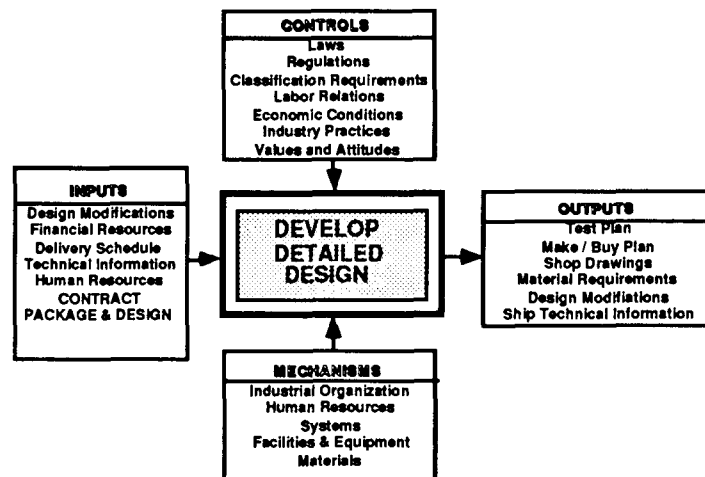 CONTROLS
Laws
Regulations
Classification Requirements
Labor Relations
Economic Conditions
Industry Practices
Values and Attitudes
INPUTS
Design Modifications
Financial Resources
Delivery Schedule
Technical Information
Human Resources
CONTRACT
PACKAGE & DESIGN
DEVELOP
DETAILED
DESIGN
OUTPUTS
Test Plan
Make / Buy Plan
Shop Drawings
Material Requirements
Design Modifiations
Ship Technical Information
MECHANISMS
Industrial Organization
Human Resources
Systems
Facilities & Equipment
Materials